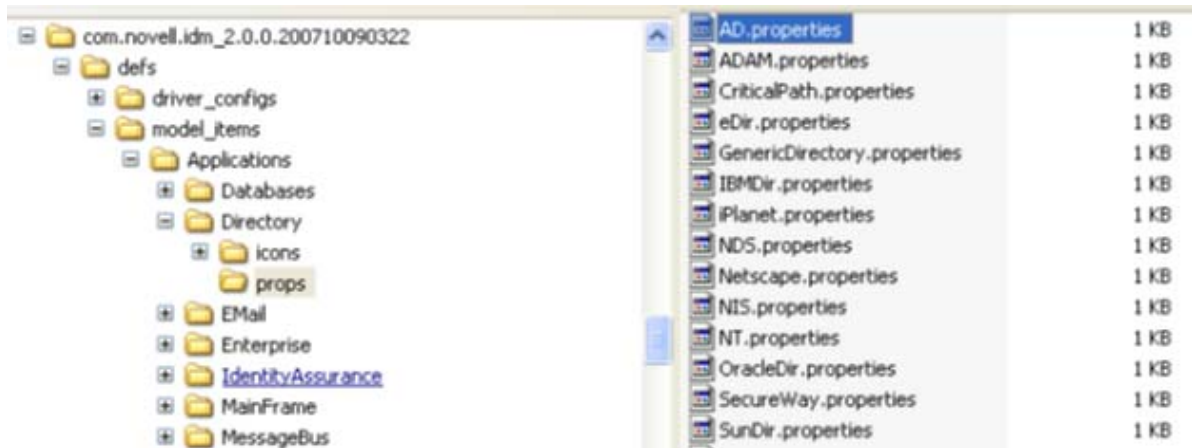 com.novell.idm_2.0.0.200710090322
defs
driver_configs
model_items
Applications
Databases
Directory
icons
props
EMail
Enterprise
IdentityAssurance
MainFrame
MessageBus
AD.properties 1 KB
ADAM.properties 1 KB
CriticalPath.properties 1 KB
eDir.properties 1 KB
GenericDirectory.properties 1 KB
IBMDir.properties 1 KB
iPlanet.properties 1 KB
NDS.properties 1 KB
Netscape.properties 1 KB
NIS.properties 1 KB
NT.properties 1 KB
OracleDir.properties 1 KB
SecureWay.properties 1 KB
SunDir.properties 1 KB